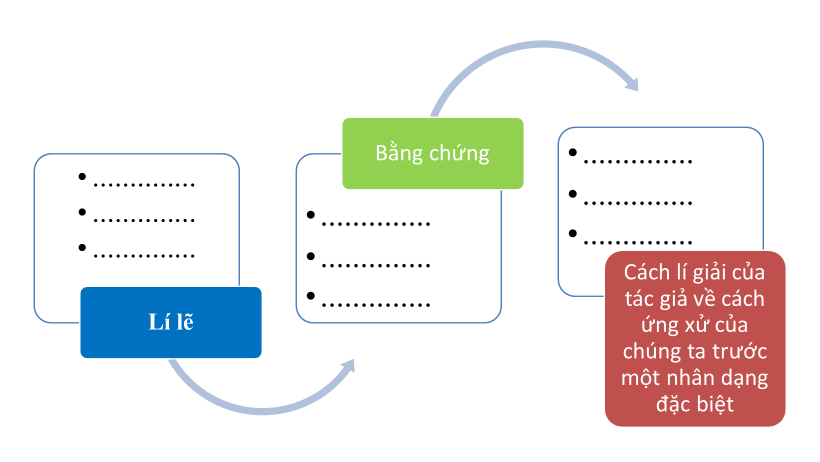 • ..............
• ..............
• ..............
Lí lẽ
Bằng chứng
• ..............
• ..............
• ..............
• ..............
• ..............
• ..............
Cách lí giải của
tác giả về cách
ứng xử của
chúng ta trước
một nhân dạng
đặc biệt